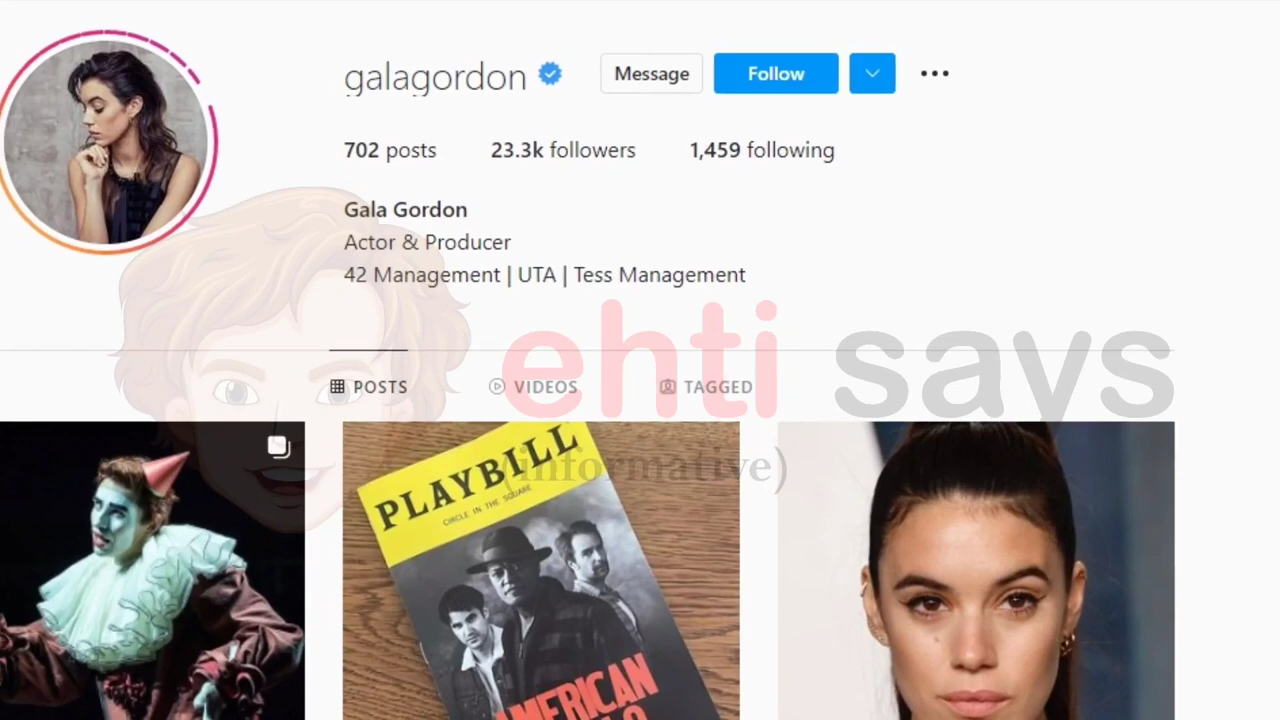 galagordon
Message
Follow
702 posts
23.3k followers
1,459 following
Gala Gordon
Actor & Producer
42 Management | UTA | Tess Management
ehti says
POSTS
VIDEOS
TAGGED
(informative)
PLAYBILL
CIRCLE IN THE SQUARE
AMERICAN